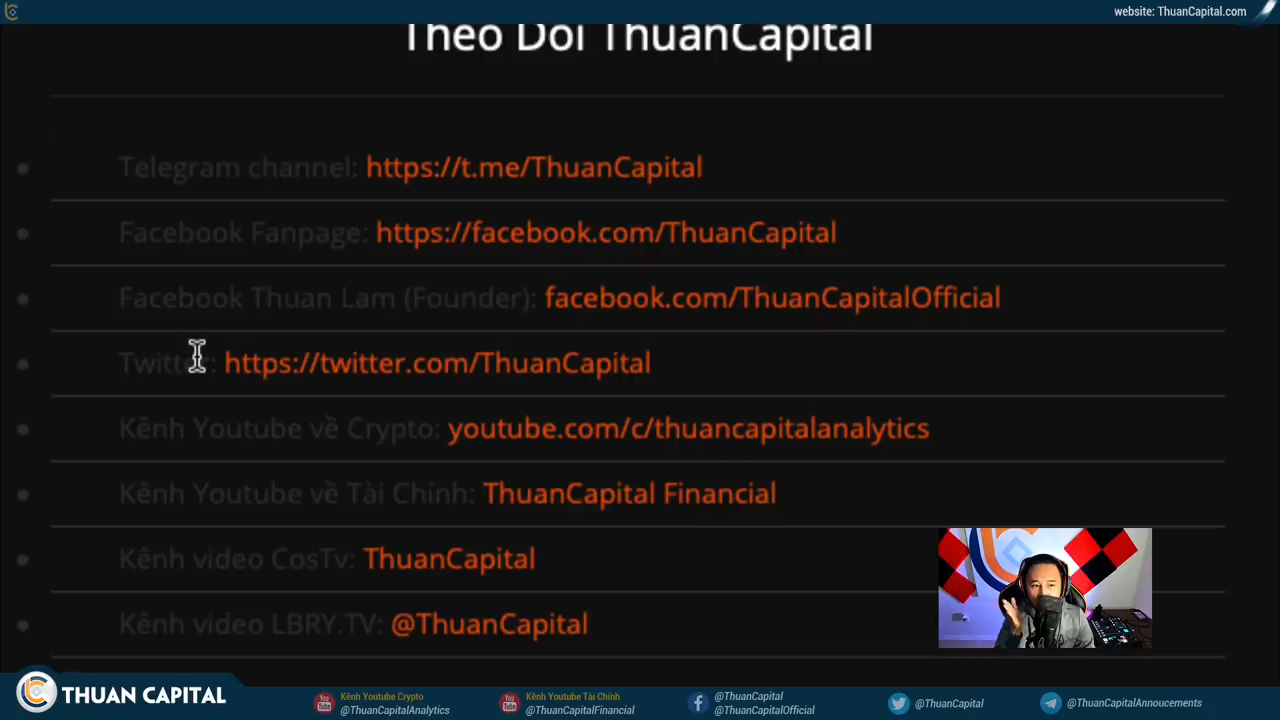 website: ThuanCapital.com
Theo Dõi ThuanCapital
Telegram channel: https://t.me/ThuanCapital
Facebook Fanpage: https://facebook.com/ThuanCapital
Facebook Thuan Lam (Founder): facebook.com/ThuanCapitalOfficial
Twitter: https://twitter.com/ThuanCapital
Kênh Youtube về Crypto: youtube.com/c/thuancapitalanalytics
Kênh Youtube về Tài Chính: ThuanCapital Financial
Kênh video CosTv: ThuanCapital
Kênh video LBRY.TV: @ThuanCapital
THUAN CAPITAL
Kênh Youtube Crypto
@ThuanCapitalAnalytics
Kênh Youtube Tài Chính
@ThuanCapitalFinancial
@ThuanCapital
@ThuanCapitalOfficial
@ThuanCapital
@ThuanCapitalAnnoucements